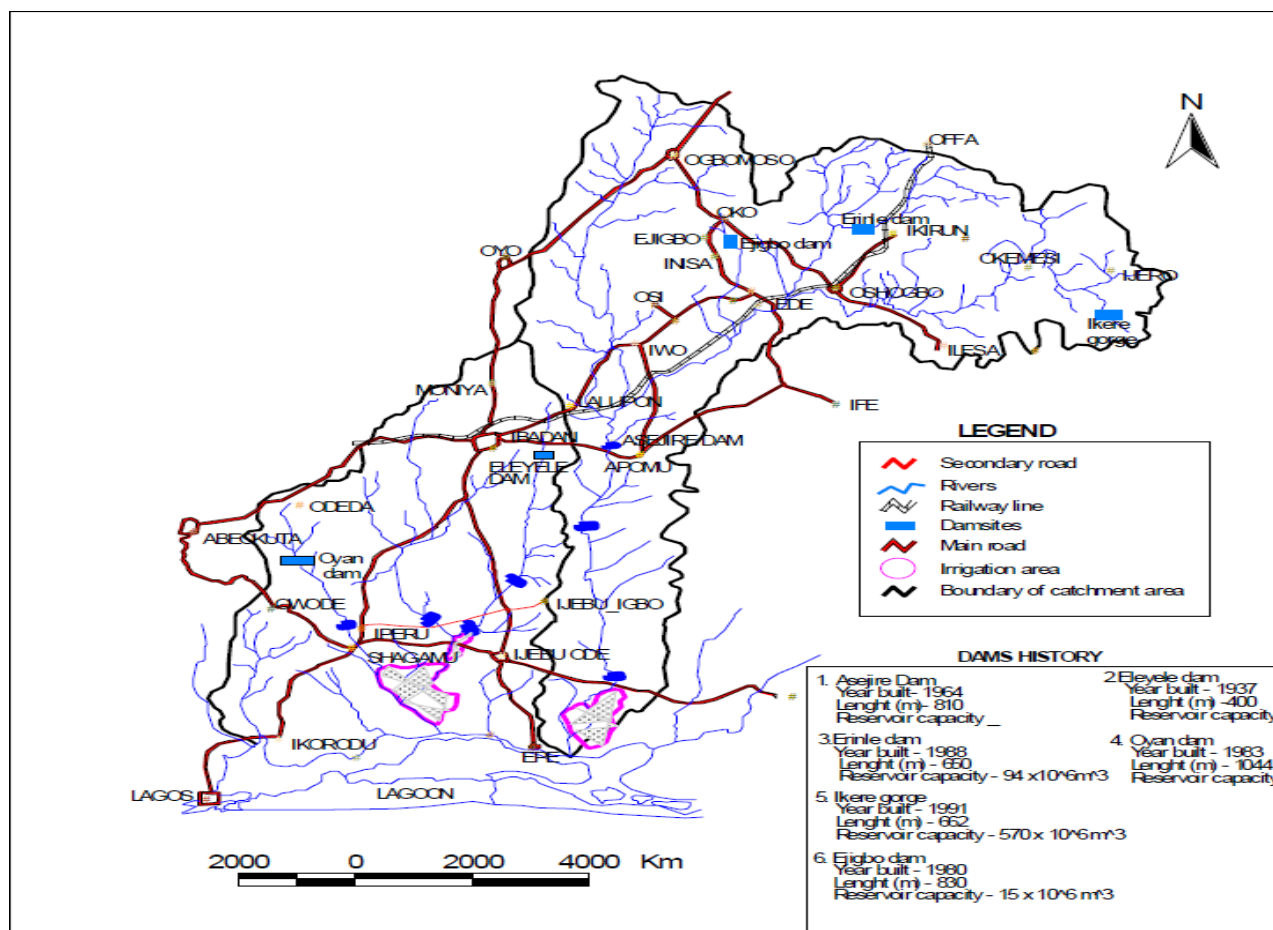 N
OFFA
OGBOMOSO
OKO
Erinle dam
IKIRUN
EJIGBO
Ejigbo dam
OYO
INISA
OKEMESI
IJERO
OSI
EDE
OSHOGBO
Ikere
gorge
IWO
ILESA
MONIYA
LALUPON
IFE
IBADAN
ASEJIRE DAM
ELEYELE
DAM
APOMU
ODEDA
ABEOKUTA
Oyan
dam
OWODE
IJEBU_IGBO
IPERU
SHAGAMU
IJEBU ODE
IKORODU
EPE
LAGOS
LAGOON
2000 0 2000 4000 Km
LEGEND
Secondary road
Rivers
Railway line
Damsites
Main road
Irrigation area
Boundary of catchment area
DAMS HISTORY
1. Asejire Dam
Year built- 1964
Lenght (m) - 810
Reservoir capacity _
2.Eleyele dam
Year built - 1937
Lenght (m) -400
Reservoir capacity
3.Erinle dam
Year built - 1988
Lenght (m) - 650
Reservoir capacity - 94 x10^6m^3
4. Oyan dam
Year built - 1983
Lenght (m) - 1044
Reservoir capacity
5. Ikere gorge
Year built - 1991
Lenght (m) - 662
Reservoir capacity - 570 x 10^6 m^3
6. Ejigbo dam
Year built - 1980
Lenght (m) - 830
Reservoir capacity - 15 x 10^6 m^3